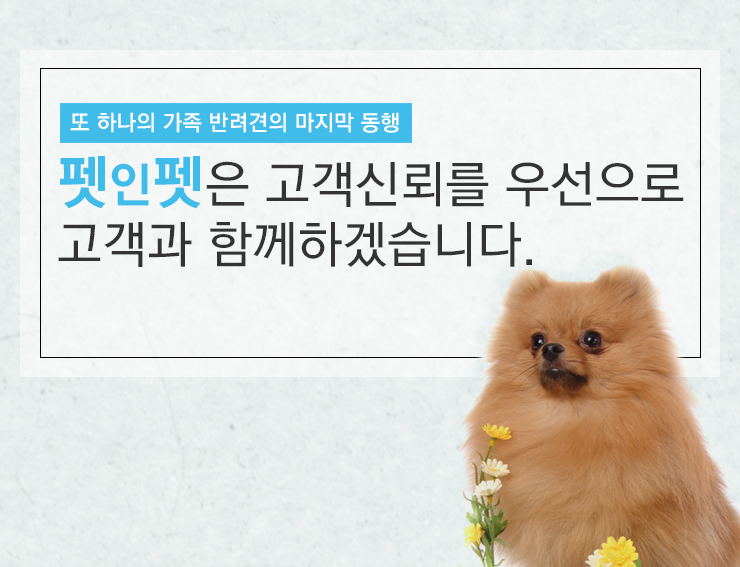 또 하나의 가족 반려견의 마지막 동행
펫인펫은 고객신뢰를 우선으로
고객과 함께하겠습니다.